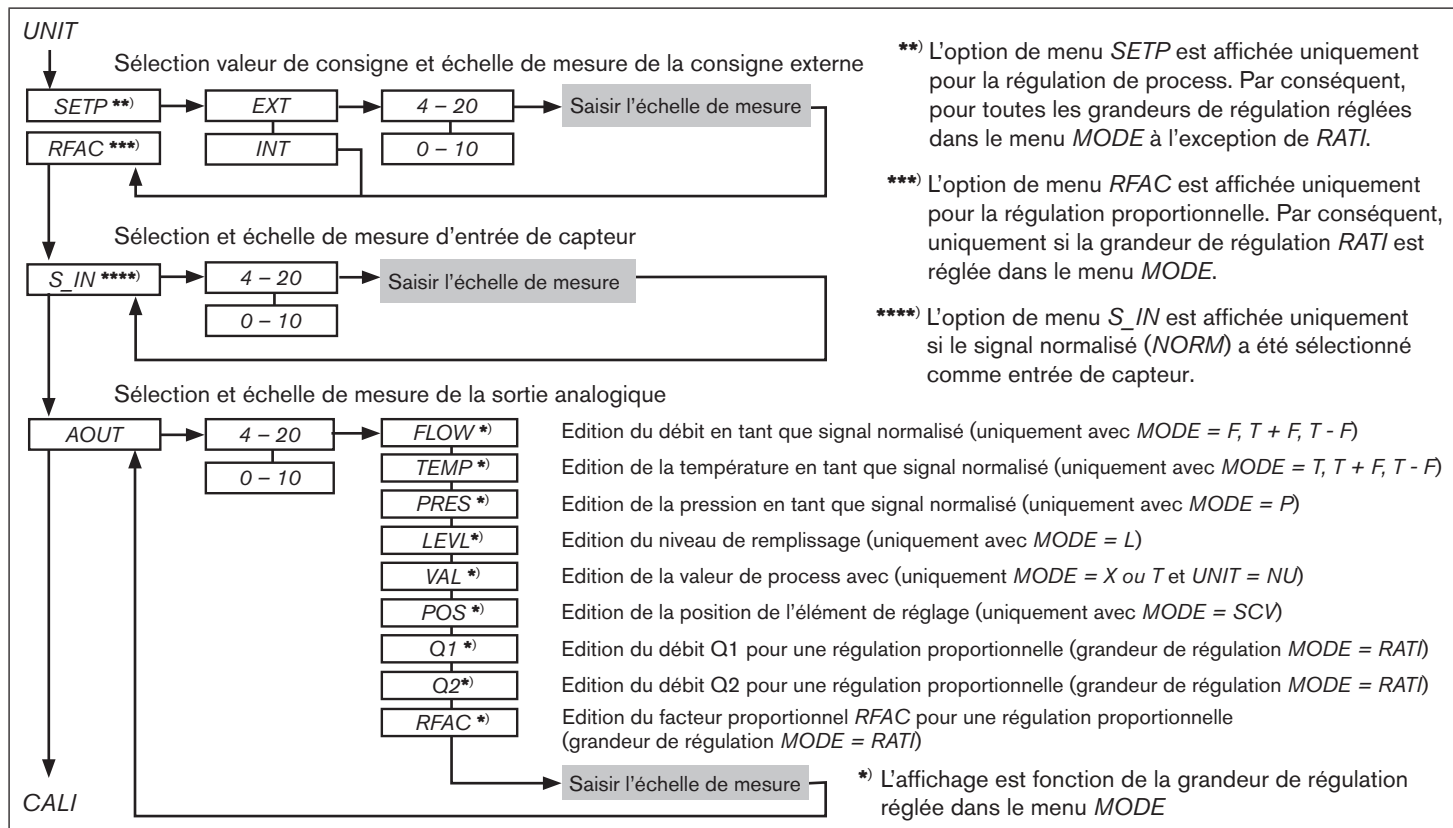 UNIT
Sélection valeur de consigne et échelle de mesure de la consigne externe
SETP **)
EXT
4 – 20
Saisir l'échelle de mesure
RFAC ***)
INT
0 – 10
**) L'option de menu SETP est affichée uniquement
pour la régulation de process. Par conséquent,
pour toutes les grandeurs de régulation réglées
dans le menu MODE à l'exception de RATI.
***) L'option de menu RFAC est affichée uniquement
pour la régulation proportionnelle. Par conséquent,
uniquement si la grandeur de régulation RATI est
réglée dans le menu MODE.
Sélection et échelle de mesure d'entrée de capteur
S_IN ****)
4 – 20
Saisir l'échelle de mesure
0 – 10
****) L'option de menu S_IN est affichée uniquement
si le signal normalisé (NORM) a été sélectionné
comme entrée de capteur.
Sélection et échelle de mesure de la sortie analogique
AOUT
4 – 20
0 – 10
FLOW *)
Edition du débit en tant que signal normalisé (uniquement avec MODE = F, T + F, T - F)
TEMP *)
Edition de la température en tant que signal normalisé (uniquement avec MODE = T, T + F, T - F)
PRES *)
Edition de la pression en tant que signal normalisé (uniquement avec MODE = P)
LEVL*)
Edition du niveau de remplissage (uniquement avec MODE = L)
VAL *)
Edition de la valeur de process avec (uniquement MODE = X ou T et UNIT = NU)
POS *)
Edition de la position de l'élément de réglage (uniquement avec MODE = SCV)
Q1 *)
Edition du débit Q1 pour une régulation proportionnelle (grandeur de régulation MODE = RATI)
Q2*)
Edition du débit Q2 pour une régulation proportionnelle (grandeur de régulation MODE = RATI)
RFAC *)
Edition du facteur proportionnel RFAC pour une régulation proportionnelle
(grandeur de régulation MODE = RATI)
Saisir l'échelle de mesure
*) L'affichage est fonction de la grandeur de régulation
réglée dans le menu MODE
CALI